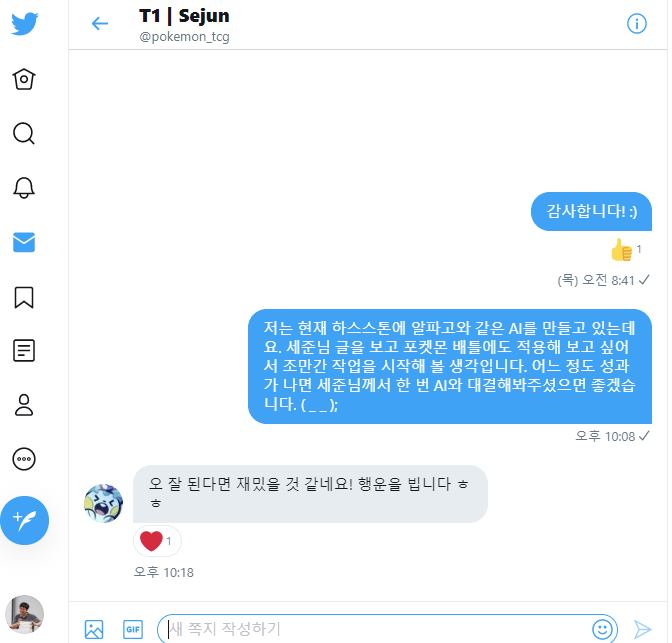 T1 | Sejun
@pokemon_tcg
감사합니다! :)
1
(목) 오전 8:41
저는 현재 하스스톤에 알파고와 같은 AI를 만들고 있는데
요. 세준님 글을 보고 포켓몬 배틀에도 적용해 보고 싶어
서 조만간 작업을 시작해 볼 생각입니다. 어느 정도 성과
가 나면 세준님께서 한 번 AI와 대결해봐주셨으면 좋겠습
니다. ( _ _ );
오후 10:08
오 잘 된다면 재밌을 것 같네요! 행운을 빕니다 ㅎ
ㅎ
1
오후 10:18
GIF
새 쪽지 작성하기